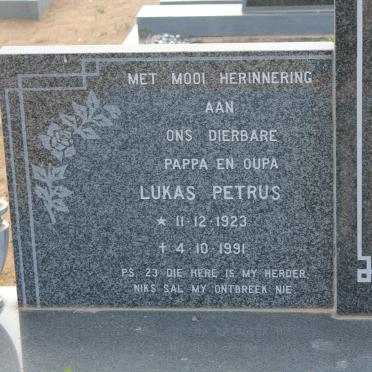 MET MOOI HERINNERING
AAN
ONS DIERBARE
PAPPA EN OUPA
LUKAS PETRUS
★ 11·12·1923
✝ 4·10·1991
PS. 23 DIE HERE IS MY HERDER,
NIKS SAL MY ONTBREEK NIE